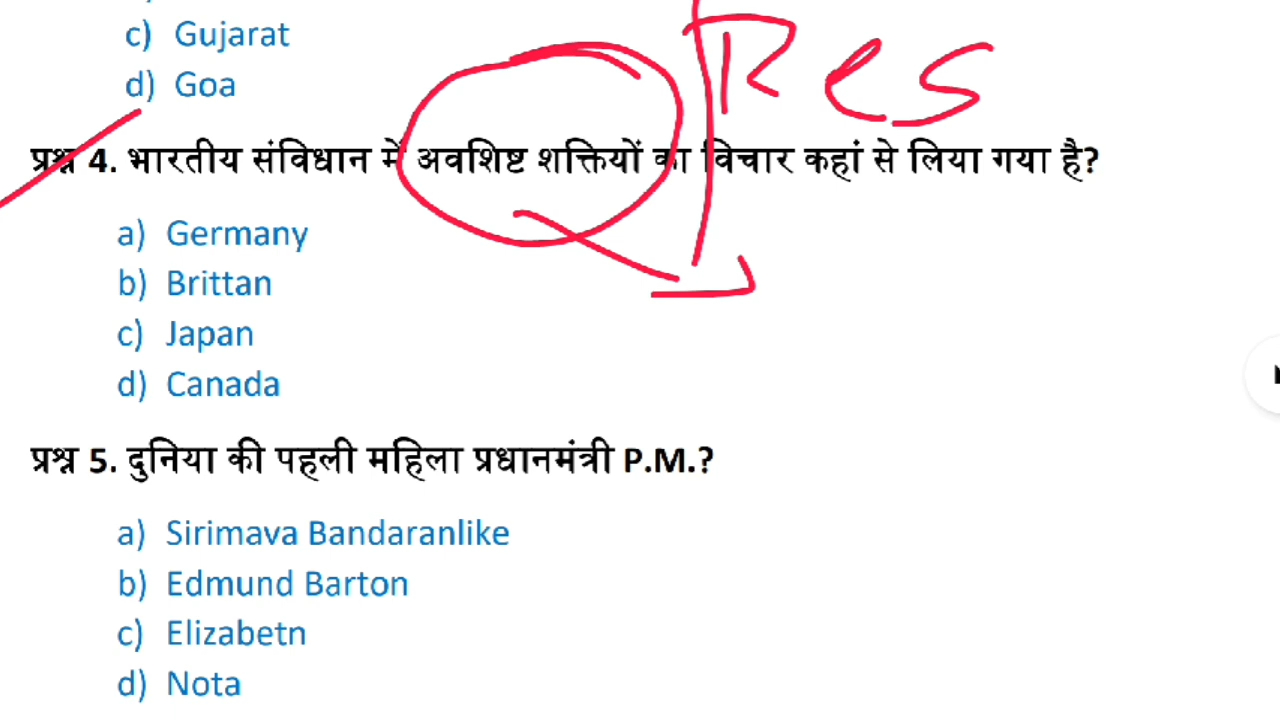 c) Gujarat
d) Goa
Res
प्रश्न 4. भारतीय संविधान में अवशिष्ट शक्तियों का विचार कहां से लिया गया है?
a) Germany
b) Brittan
c) Japan
d) Canada
प्रश्न 5. दुनिया की पहली महिला प्रधानमंत्री P.M.?
a) Sirimava Bandaranlike
b) Edmund Barton
c) Elizabetn
d) Nota